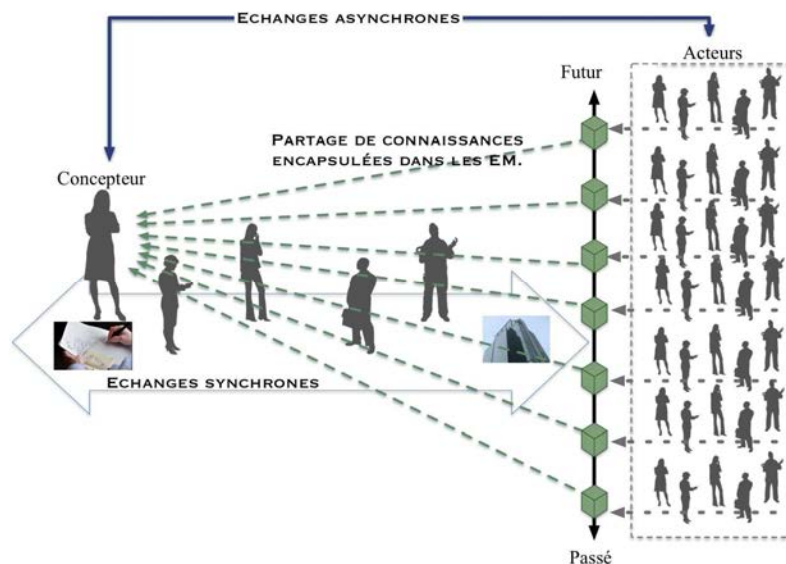 ECHANGES ASYNCHRONES
Acteurs
Futur
PARTAGE DE CONNAISSANCES
ENCAPSULÉES DANS LES EM.
Concepteur
ECHANGES SYNCHRONES
Passé